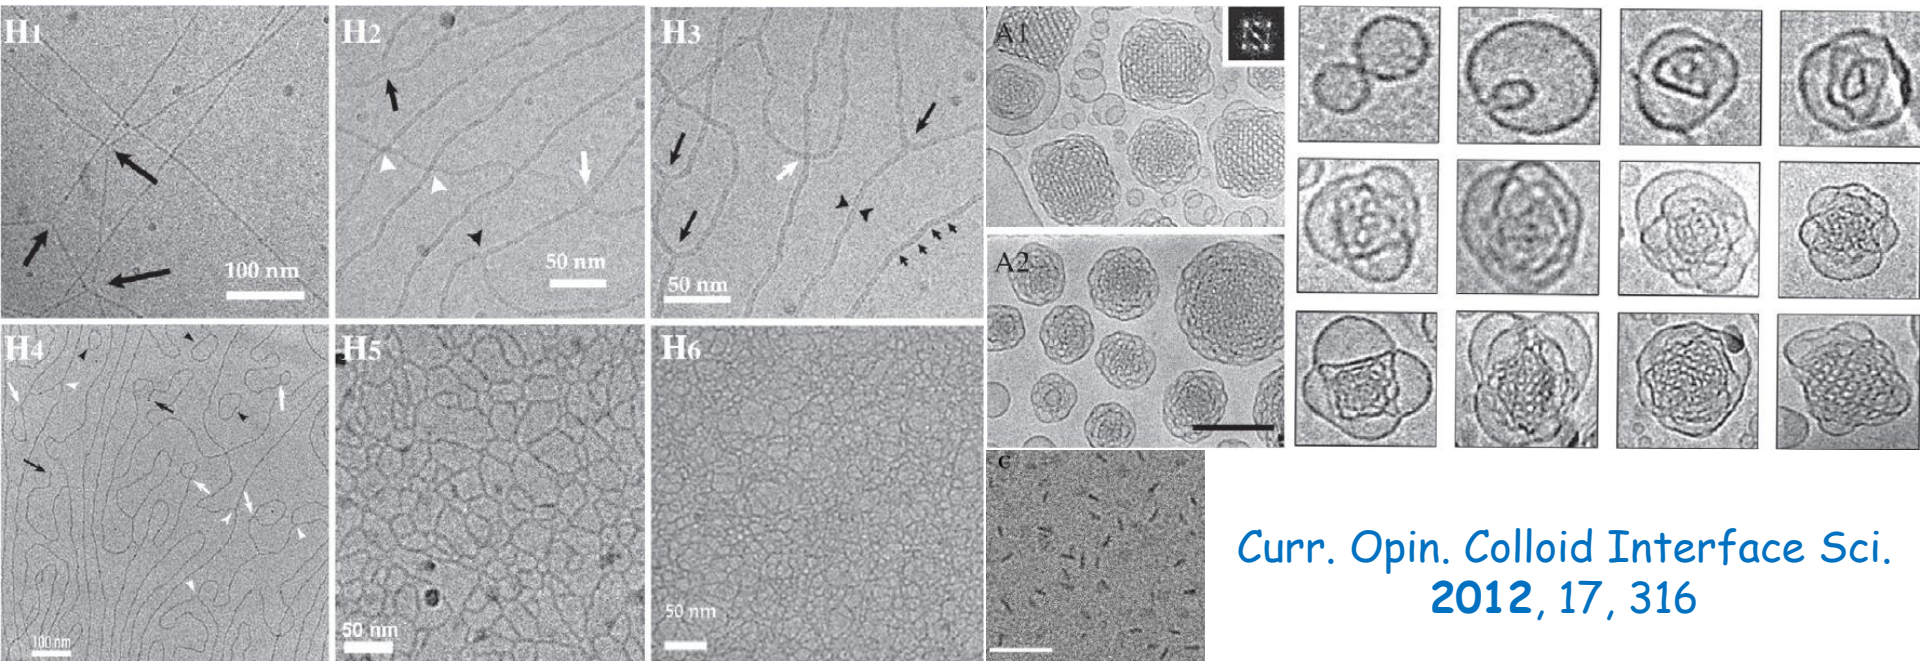 H1
H2
H3
A1
100 nm
50 nm
50 nm
A2
H4
H5
H6
C
100 nm
50 nm
50 nm
Curr. Opin. Colloid Interface Sci.
2012, 17, 316